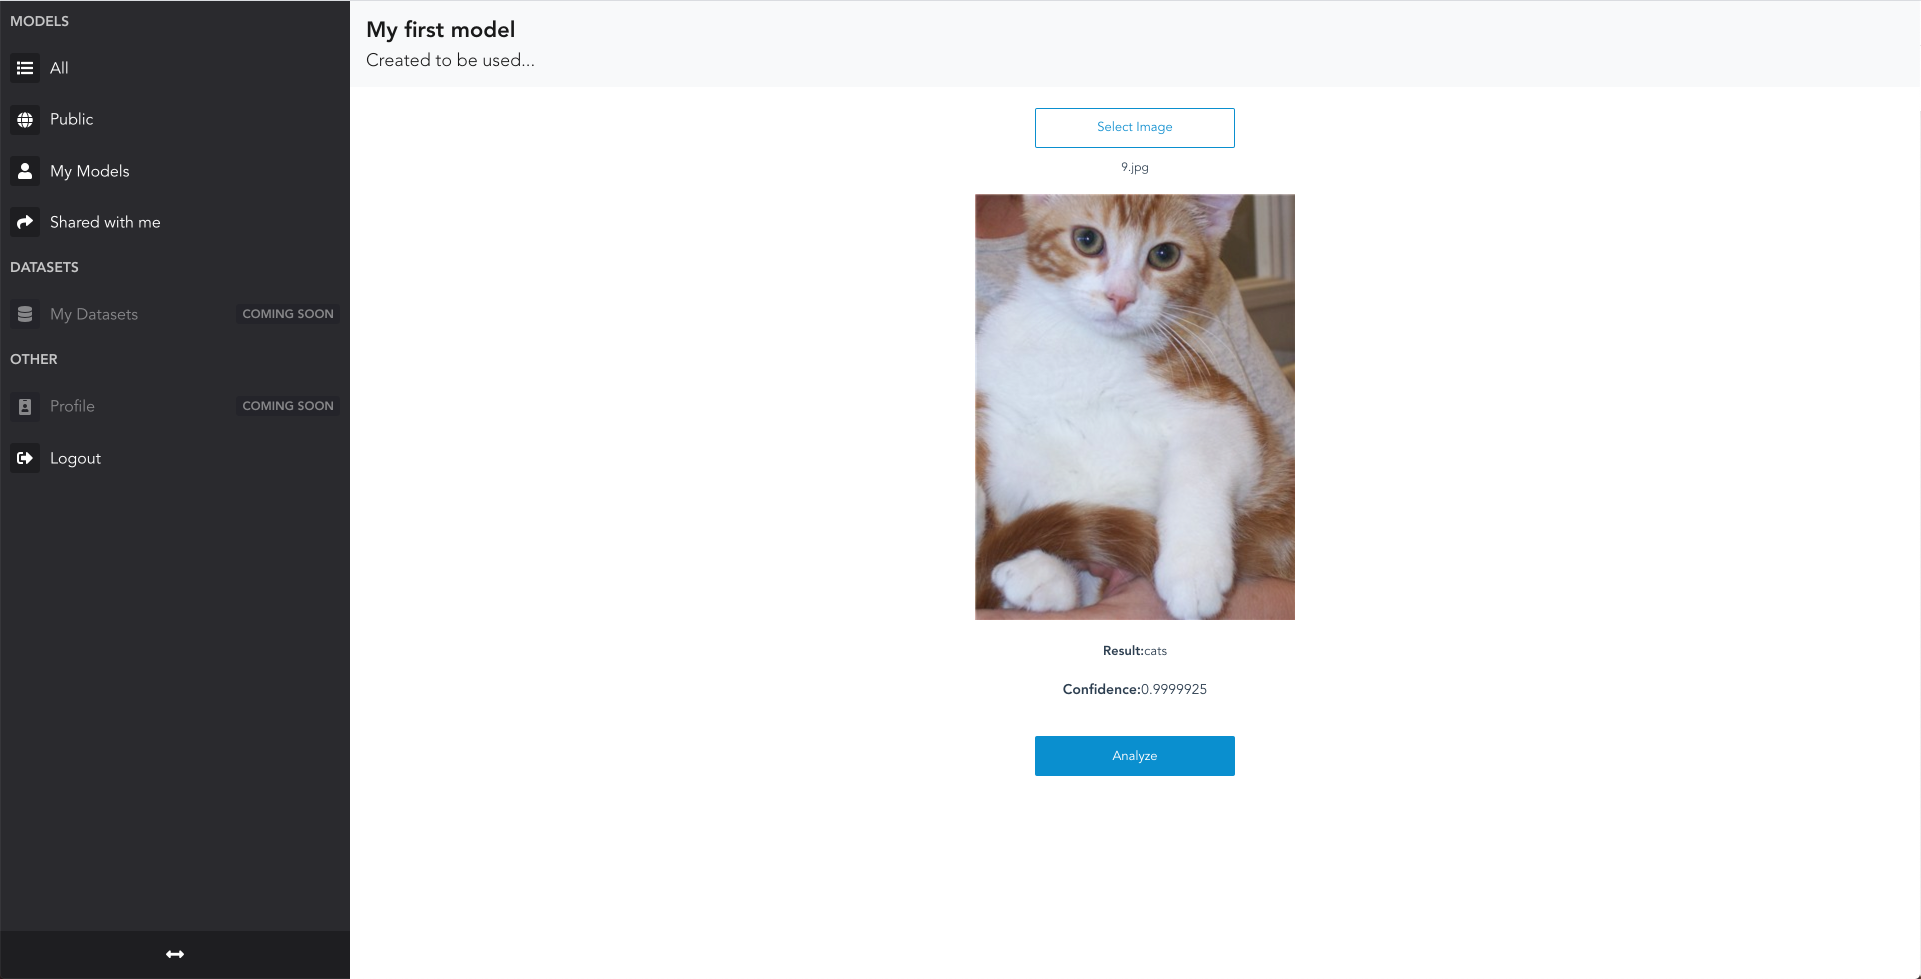 MODELS
All
Public
My Models
Shared with me
DATASETS
My Datasets COMING SOON
OTHER
Profile COMING SOON
Logout
My first model
Created to be used...
Select Image
9.jpg
Result:cats
Confidence:0.9999925
Analyze